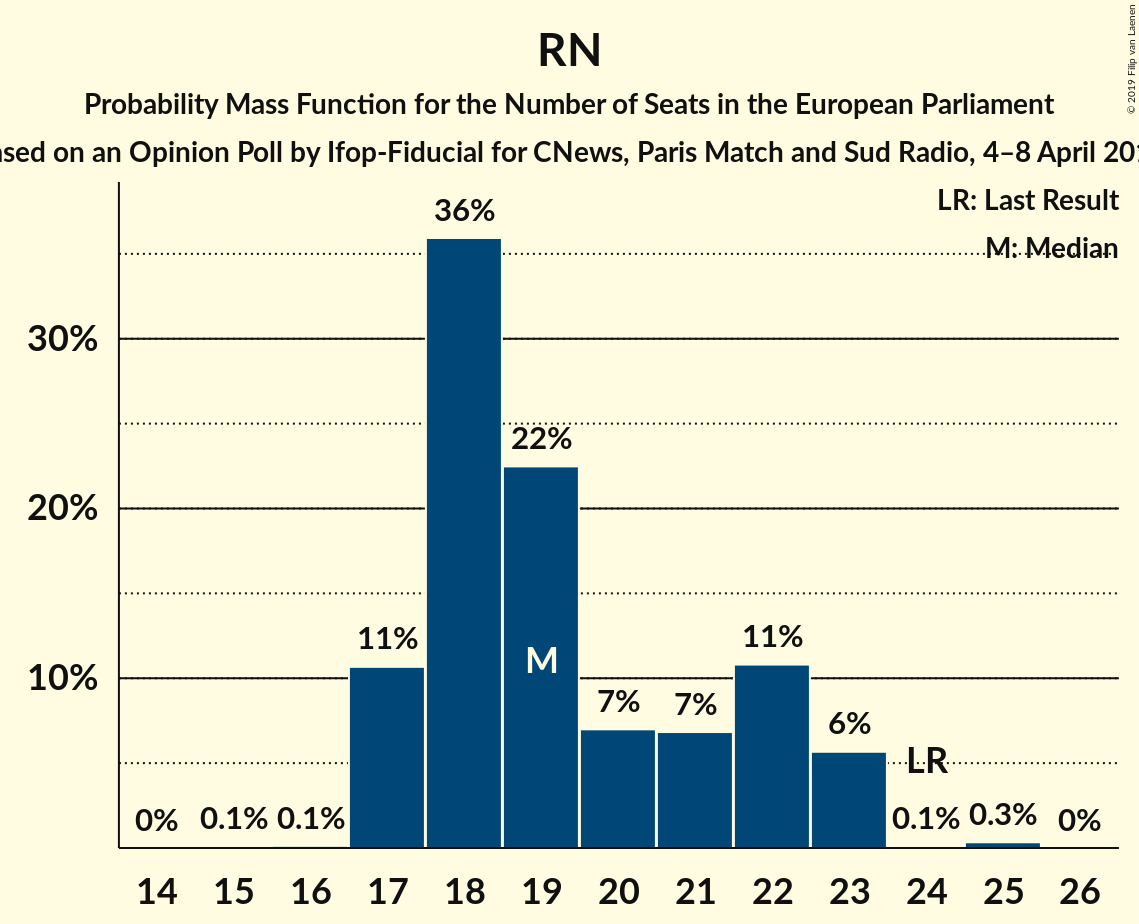 RN
Probability Mass Function for the Number of Seats in the European Parliament
on an Opinion Poll by Ifop-Fiducial for CNews, Paris Match and Sud Radio, 4–8 April
© 2019 Filip van Laenen
LR: Last Result
M: Median
36%
30%
22%
20%
11%
11%
10%
M
7%
7%
6%
LR
0%
0.1%
0.1%
0.1%
0.3%
0%
14 15 16 17 18 19 20 21 22 23 24 25 26